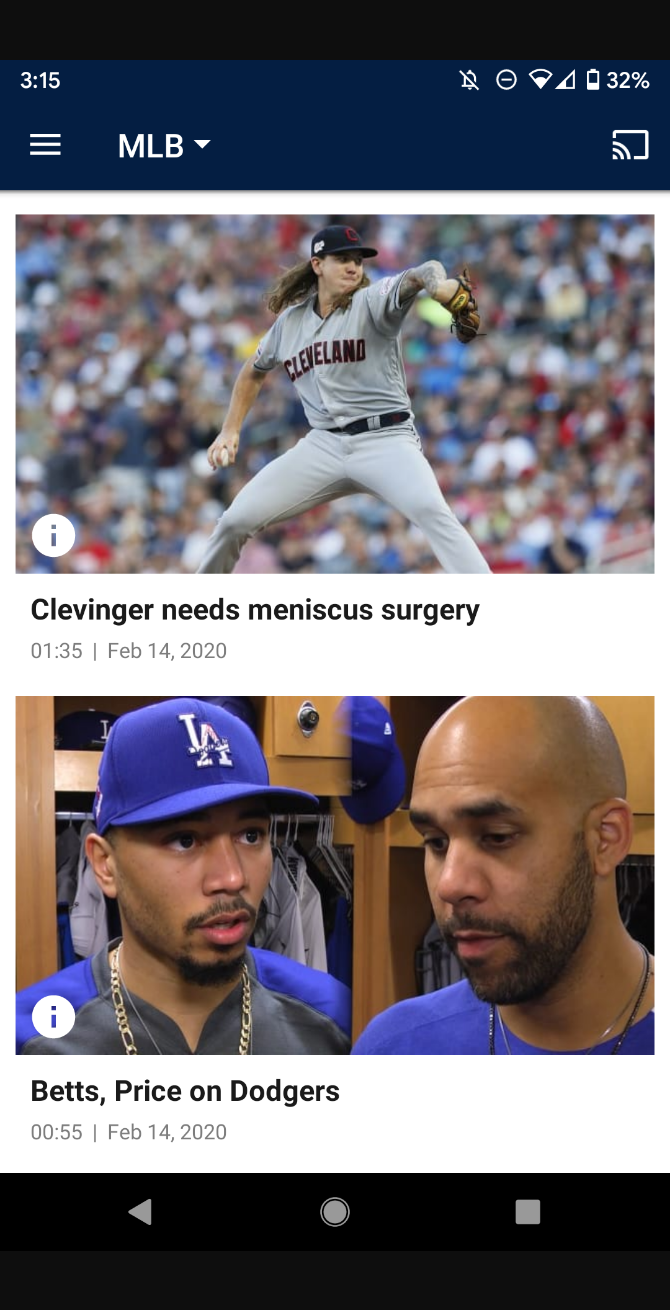 3:15
32%
MLB
CLEVELAND
i
Clevinger needs meniscus surgery
01:35 | Feb 14, 2020
LA
i
Betts, Price on Dodgers
00:55 | Feb 14, 2020